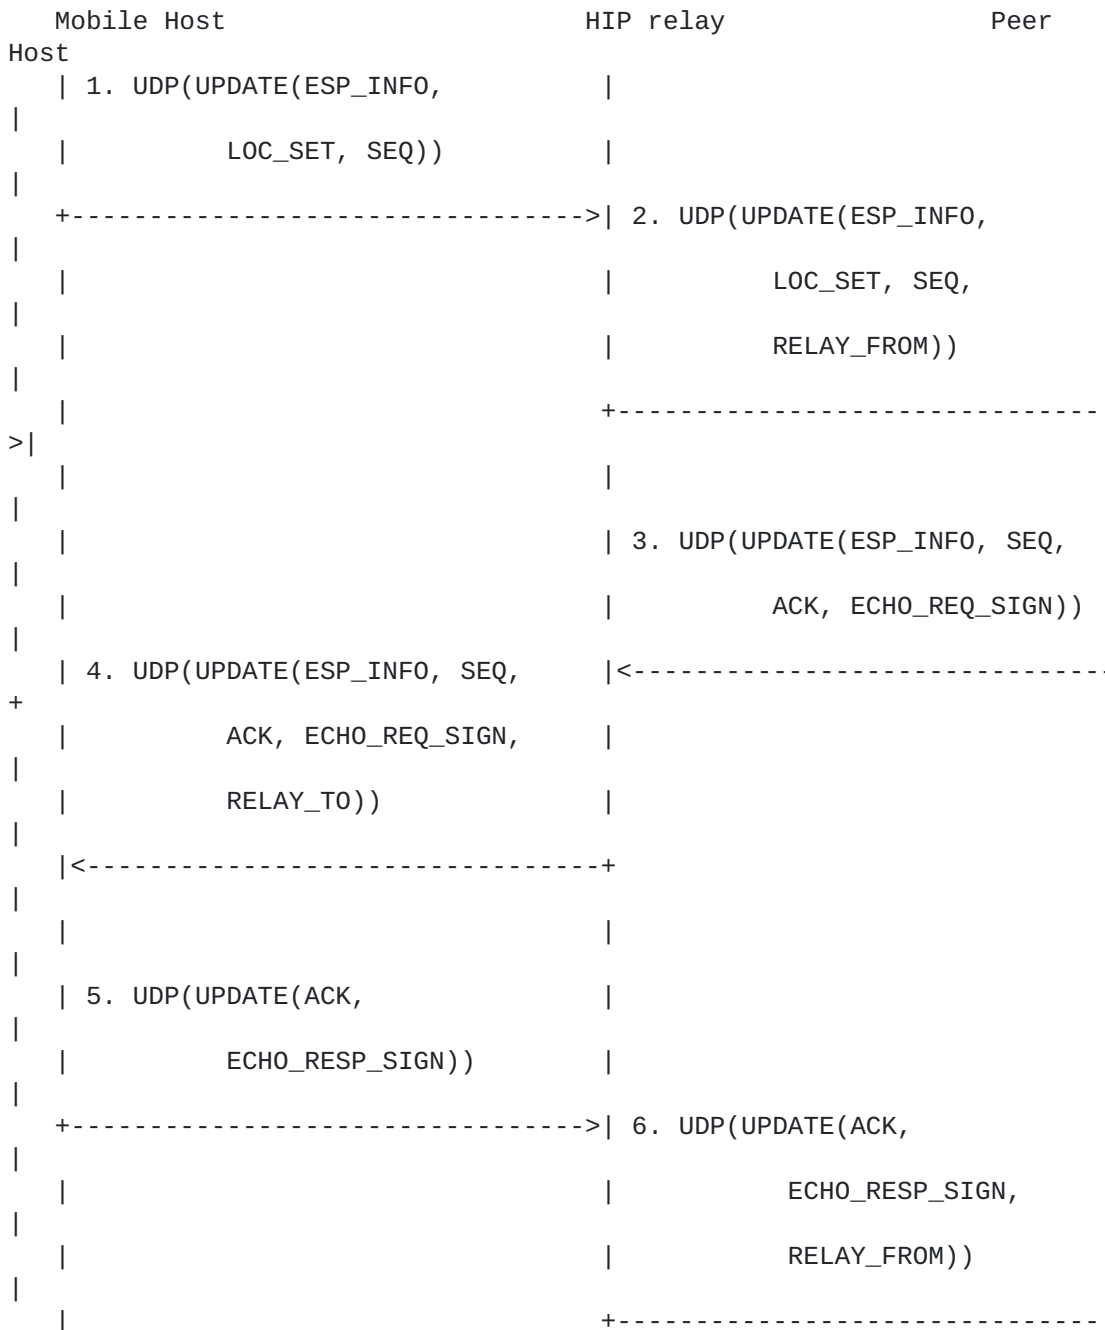 Mobile Host                       HIP relay                 Peer
Host
   | 1. UDP(UPDATE(ESP_INFO,          |
|
   |          LOC_SET, SEQ))          |
|
   +--------------------------------->| 2. UDP(UPDATE(ESP_INFO,
|
   |                                  |          LOC_SET, SEQ,
|
   |                                  |          RELAY_FROM))
|
   |                                  +-------------------------------
>|
   |                                  |
|
   |                                  | 3. UDP(UPDATE(ESP_INFO, SEQ,
|
   |                                  |          ACK, ECHO_REQ_SIGN))
|
   | 4. UDP(UPDATE(ESP_INFO, SEQ,     |<-------------------------------
+
   |          ACK, ECHO_REQ_SIGN,     |
|
   |          RELAY_TO))              |
|
   |<---------------------------------+
|
   |                                  |
|
   | 5. UDP(UPDATE(ACK,               |
|
   |          ECHO_RESP_SIGN))        |
|
   +--------------------------------->| 6. UDP(UPDATE(ACK,
|
   |                                  |           ECHO_RESP_SIGN,
|
   |                                  |           RELAY_FROM))
|
   |                                  +-------------------------------